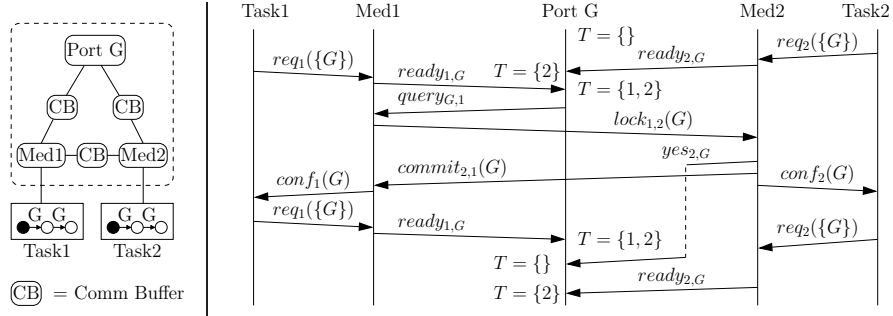 Port G
CB CB
Med1 CB Med2
G G G G
Task1 Task2
CB = Comm Buffer
Task1 Med1 Port G Med2 Task2
T = {}
req₁({G}) ready₂,G req₂({G})
ready₁,G T = {2}
T = {1, 2}
query_G,1
lock₁,₂(G)
yes₂,G
conf₁(G) commit₂,₁(G) conf₂(G)
req₁({G})
ready₁,G T = {1, 2} req₂({G})
T = {}
T = {2} ready₂,G